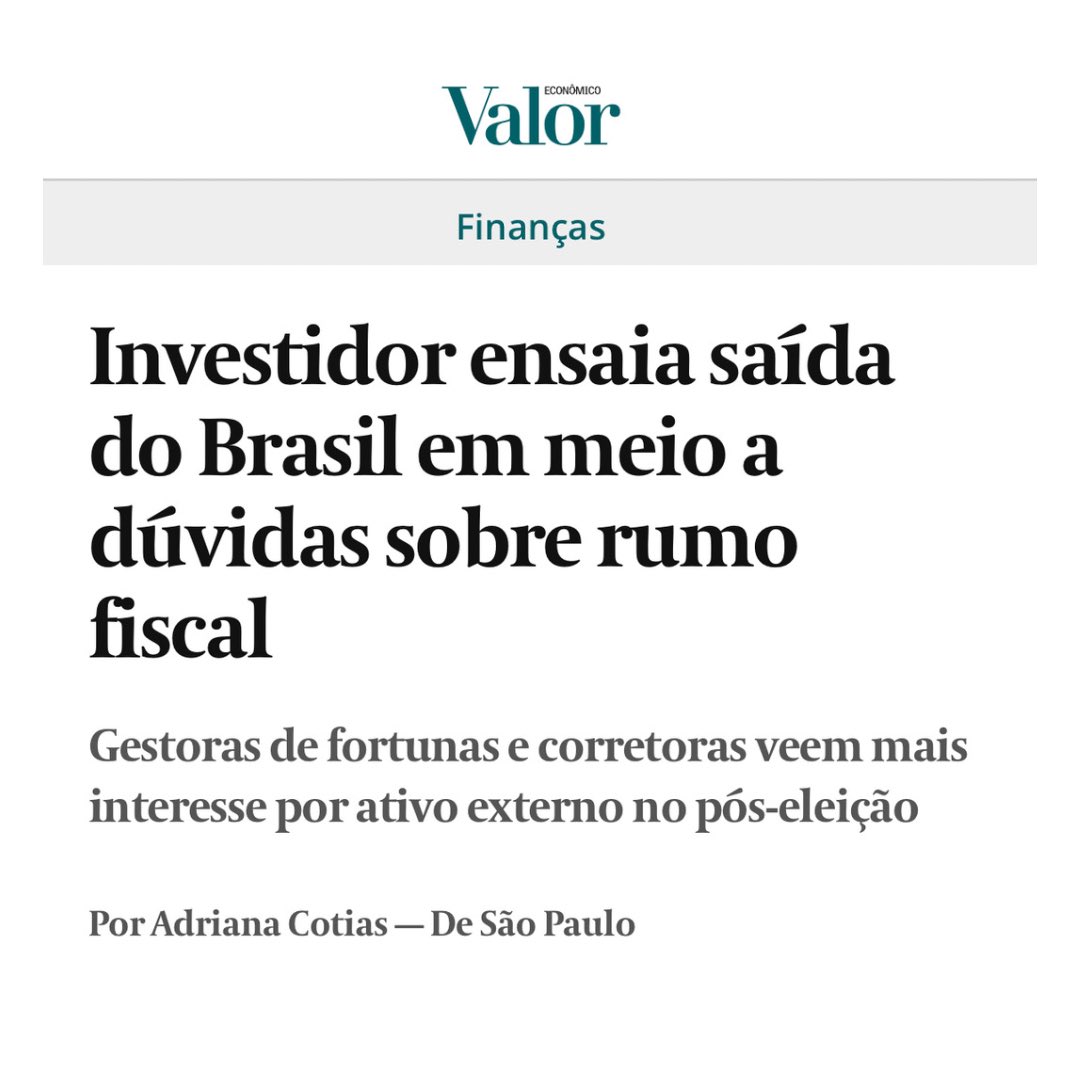 Valor
ECONÔMICO
Finanças
Investidor ensaia saída
do Brasil em meio a
dúvidas sobre rumo
fiscal
Gestoras de fortunas e corretoras veem mais
interesse por ativo externo no pós-eleição
Por Adriana Cotias — De São Paulo